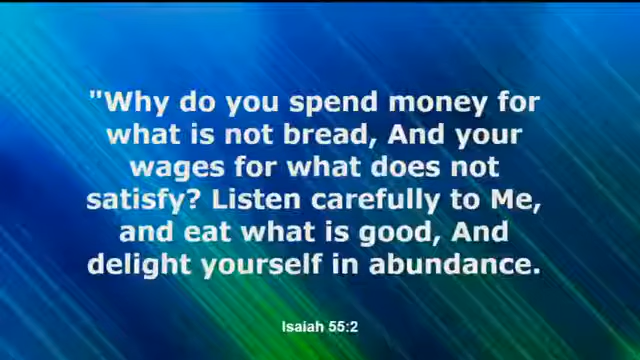 "Why do you spend money for
what is not bread, And your
wages for what does not
satisfy? Listen carefully to Me,
and eat what is good, And
delight yourself in abundance.
Isaiah 55:2